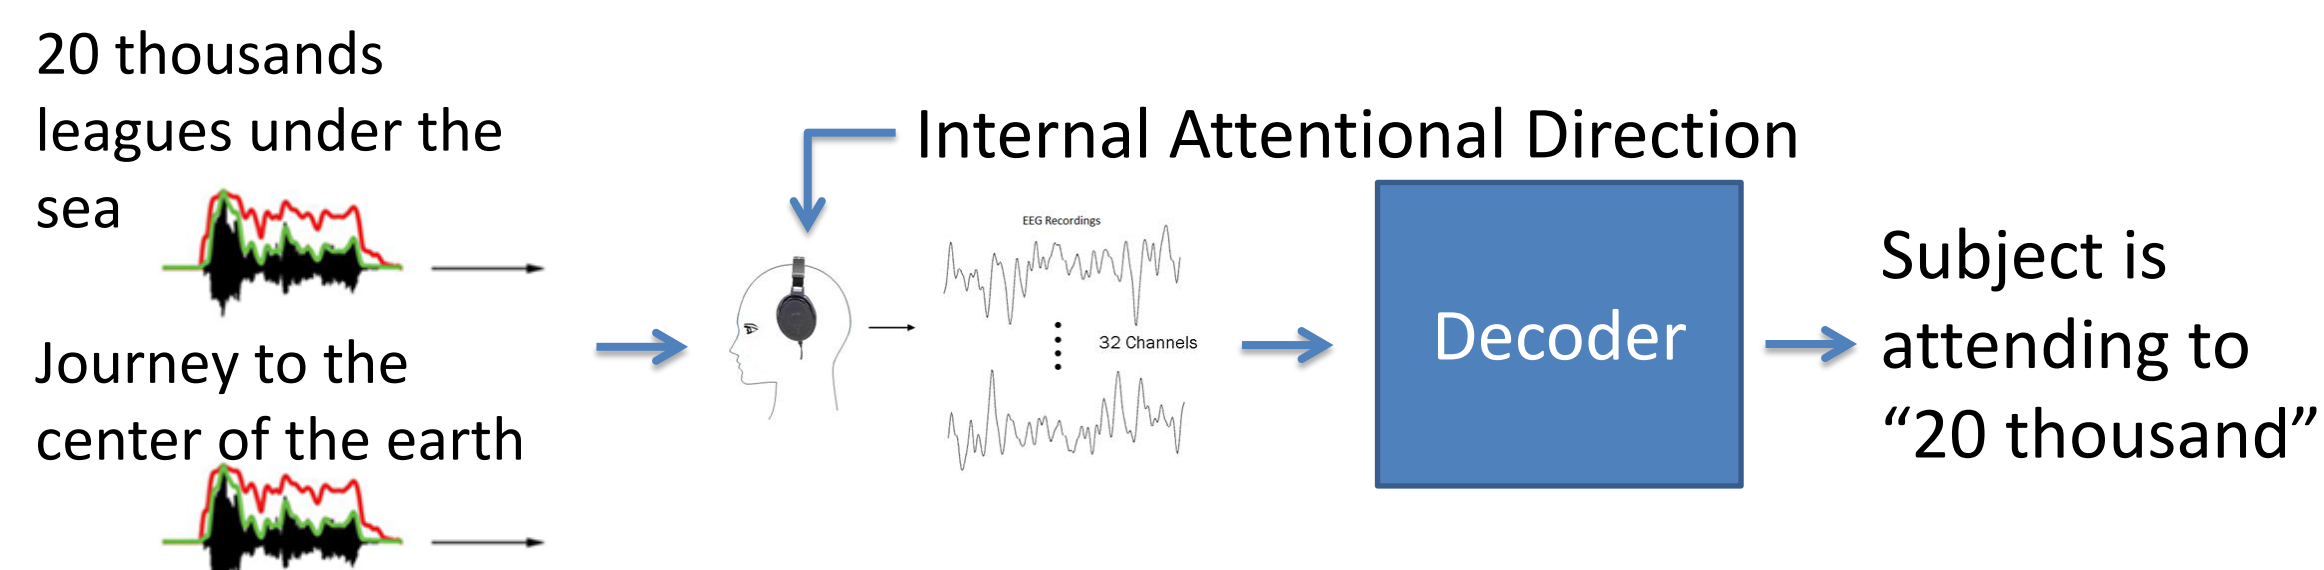 20 thousands
leagues under the
sea
Journey to the
center of the earth
Internal Attentional Direction
EEG Recordings
32 Channels
Decoder
Subject is
attending to
“20 thousand”